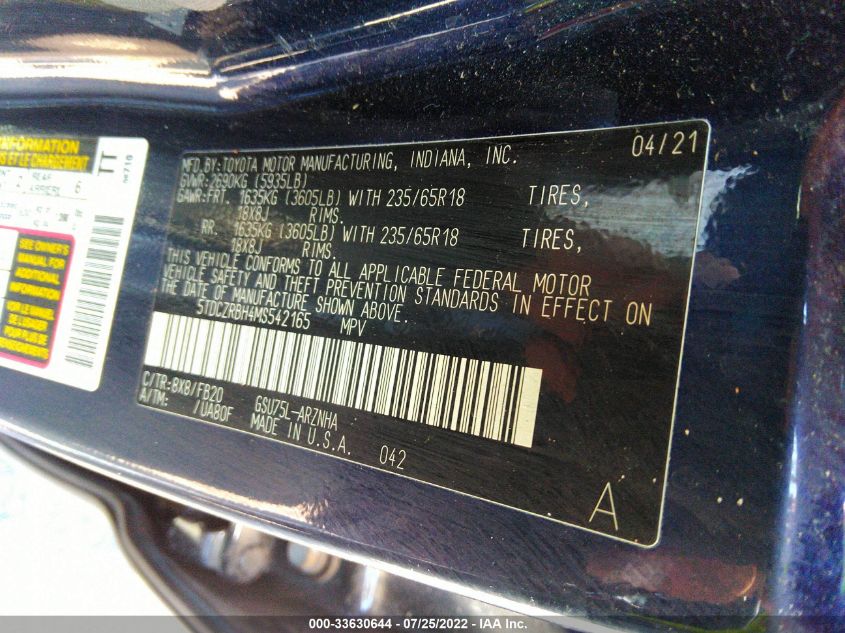 INFORMATION
REAR
ARRIERE 6
TT
SEE OWNER'S
MANUAL FOR
ADDITIONAL
INFORMATION
MFD.BY:TOYOTA MOTOR MANUFACTURING, INDIANA, INC. 04/21
GVWR:2690KG (5935LB)
GAWR:FRT. 1635KG (3605LB) WITH 235/65R18 TIRES,
18X8J RIMS.
RR. 1635KG (3605LB) WITH 235/65R18 TIRES,
18X8J RIMS.
THIS VEHICLE CONFORMS TO ALL APPLICABLE FEDERAL MOTOR
VEHICLE SAFETY AND THEFT PREVENTION STANDARDS IN EFFECT ON
THE DATE OF MANUFACTURE SHOWN ABOVE.
5TDCZRBH4MS542165 MPV
C/TR:8X8/FB20 GSU75L-ARZNHA
A/TM: /UA80F MADE IN U.S.A. 042
A
000-33630644 / 07/25/2022 - IAA Inc.